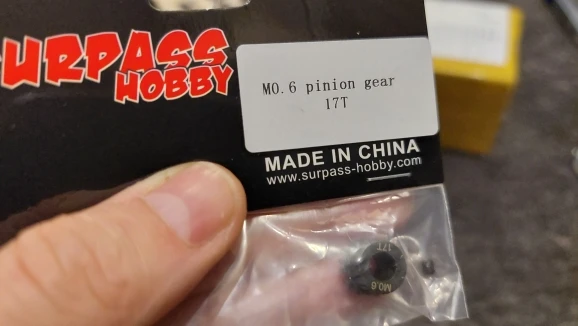 SURPASS
HOBBY
M0.6 pinion gear
17T
MADE IN CHINA
www.surpass-hobby.com
17T
M0.6